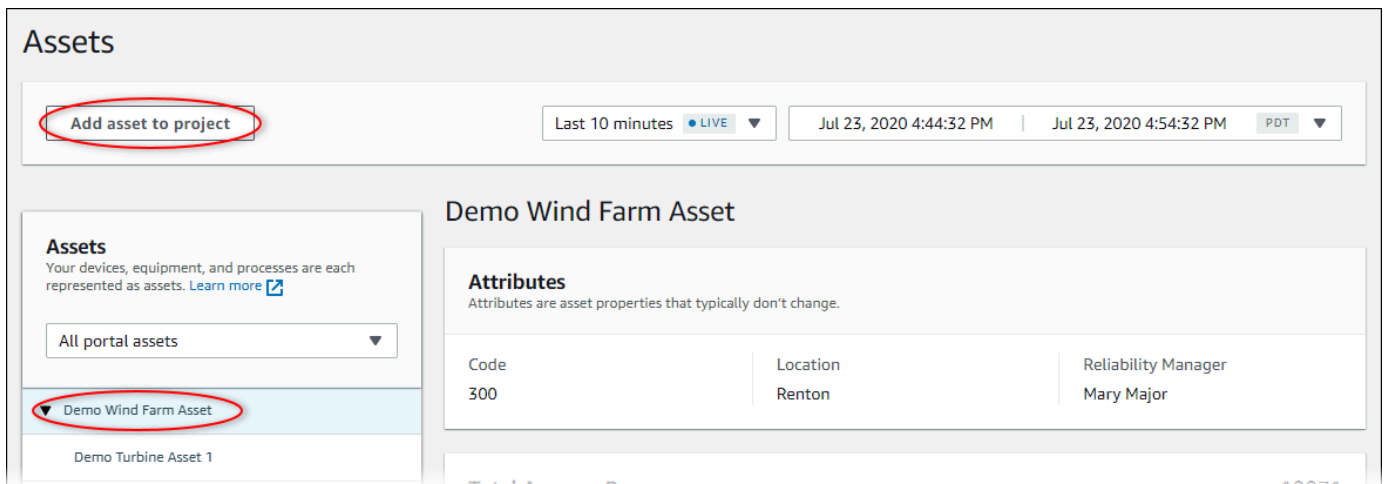 Assets
Add asset to project
Last 10 minutes LIVE
Jul 23, 2020 4:44:32 PM | Jul 23, 2020 4:54:32 PM PDT
Assets
Your devices, equipment, and processes are each
represented as assets. Learn more
All portal assets
Demo Wind Farm Asset
Demo Turbine Asset 1
Demo Wind Farm Asset
Attributes
Attributes are asset properties that typically don't change.
Code
300
Location
Renton
Reliability Manager
Mary Major